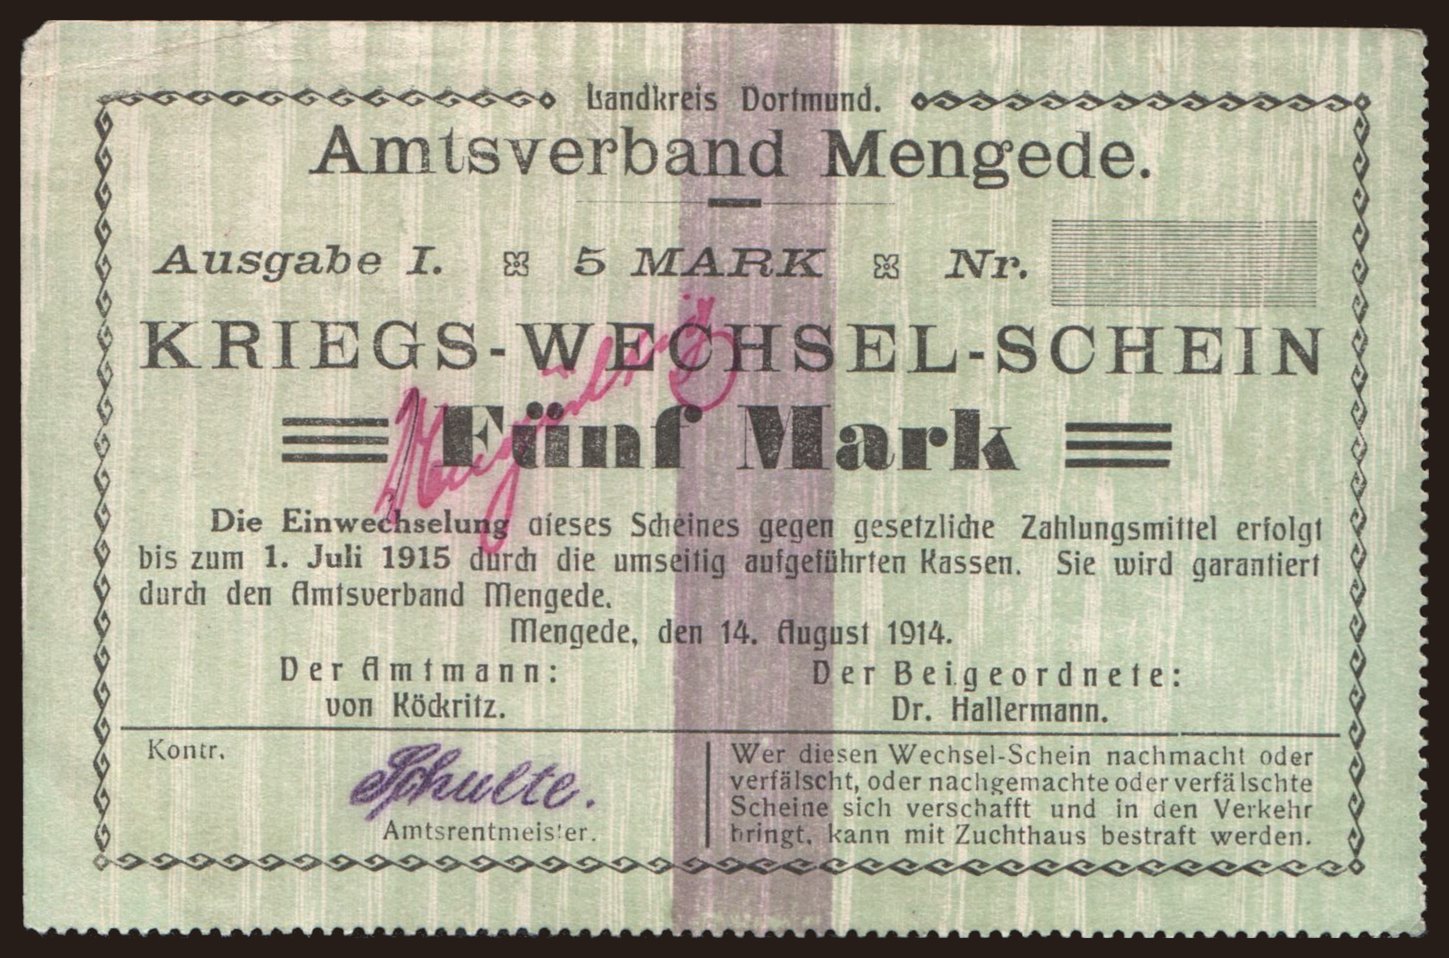 Landkreis Dortmund.
Amtsverband Mengede.
Ausgabe I. 5 MARK Nr.
KRIEGS-WECHSEL-SCHEIN
Fünf Mark
Ungültig
Die Einwechselung dieses Scheines gegen gesetzliche Zahlungsmittel erfolgt
bis zum 1. Juli 1915 durch die umseitig aufgeführten Kassen. Sie wird garantiert
durch den Amtsverband Mengede.
Mengede, den 14. August 1914.
Der Amtmann:
von Köckritz.
Der Beigeordnete:
Dr. Hallermann.
Kontr.
Schulte.
Amtsrentmeister.
Wer diesen Wechsel-Schein nachmacht oder
verfälscht, oder nachgemachte oder verfälschte
Scheine sich verschafft und in den Verkehr
bringt, kann mit Zuchthaus bestraft werden.